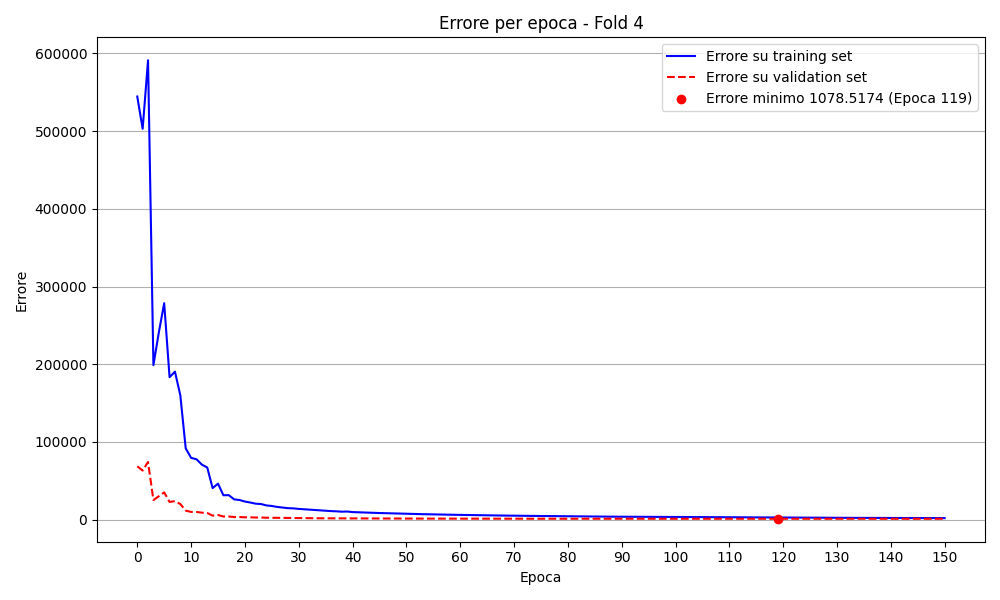 Errore per epoca - Fold 4
Errore su training set
Errore su validation set
Errore minimo 1078.5174 (Epoca 119)
Errore
600000
500000
400000
300000
200000
100000
0
0 10 20 30 40 50 60 70 80 90 100 110 120 130 140 150
Epoca